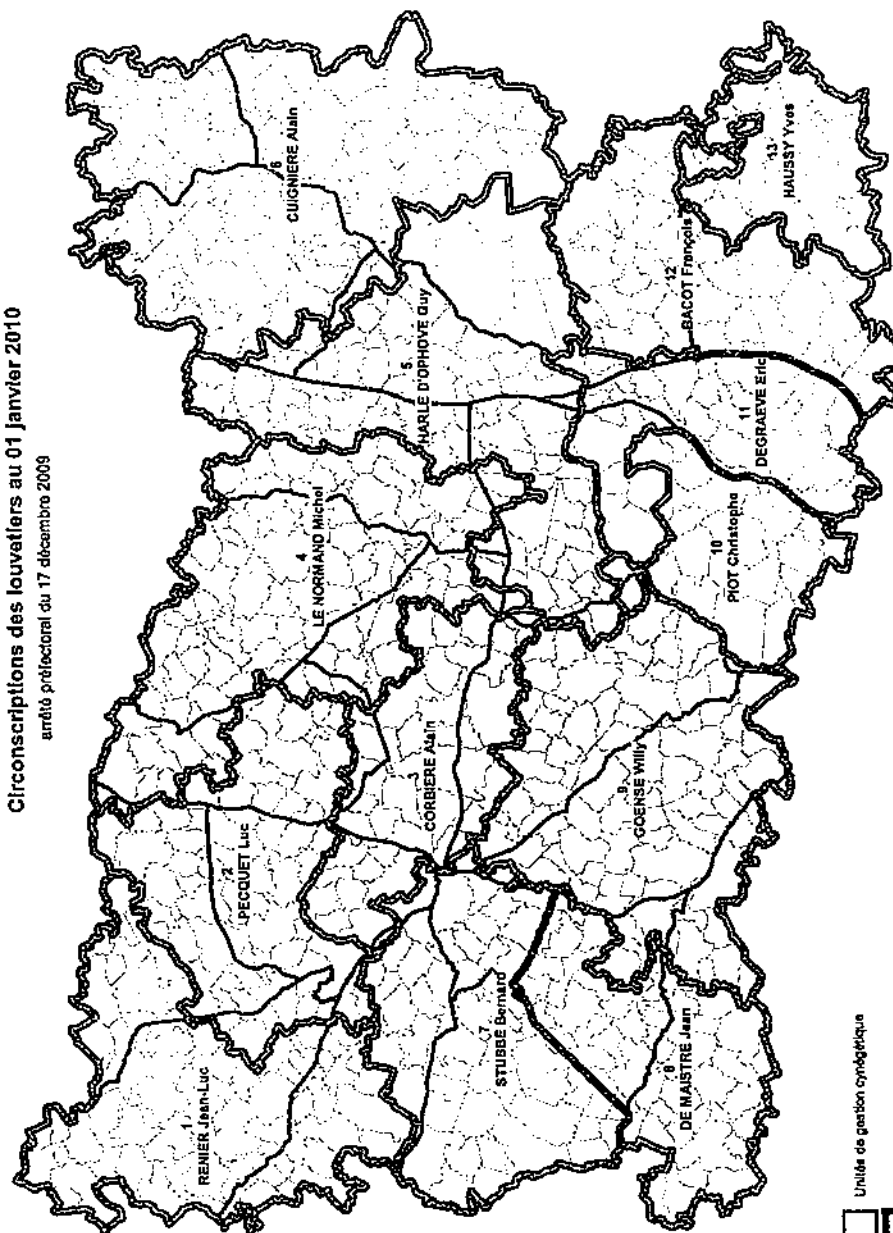 Circonscriptions des louvetiers au 01 janvier 2010
arrêté préfectoral du 17 décembre 2009
1
RENIER Jean-Luc
2
PECQUET Luc
3
CORBIERE Alain
4
LE NORMAND Michel
5
HARLE D'OPHOVE Guy
6
CUIGNIERE Alain
7
STUBBE Bernard
8
DE MAISTRE Jean
9
GOENSE Willy
10
PIOT Christophe
11
DEGRAEVE Eric
12
BACOT François
13
HAUSSY Yves
Unités de gestion cynégétique